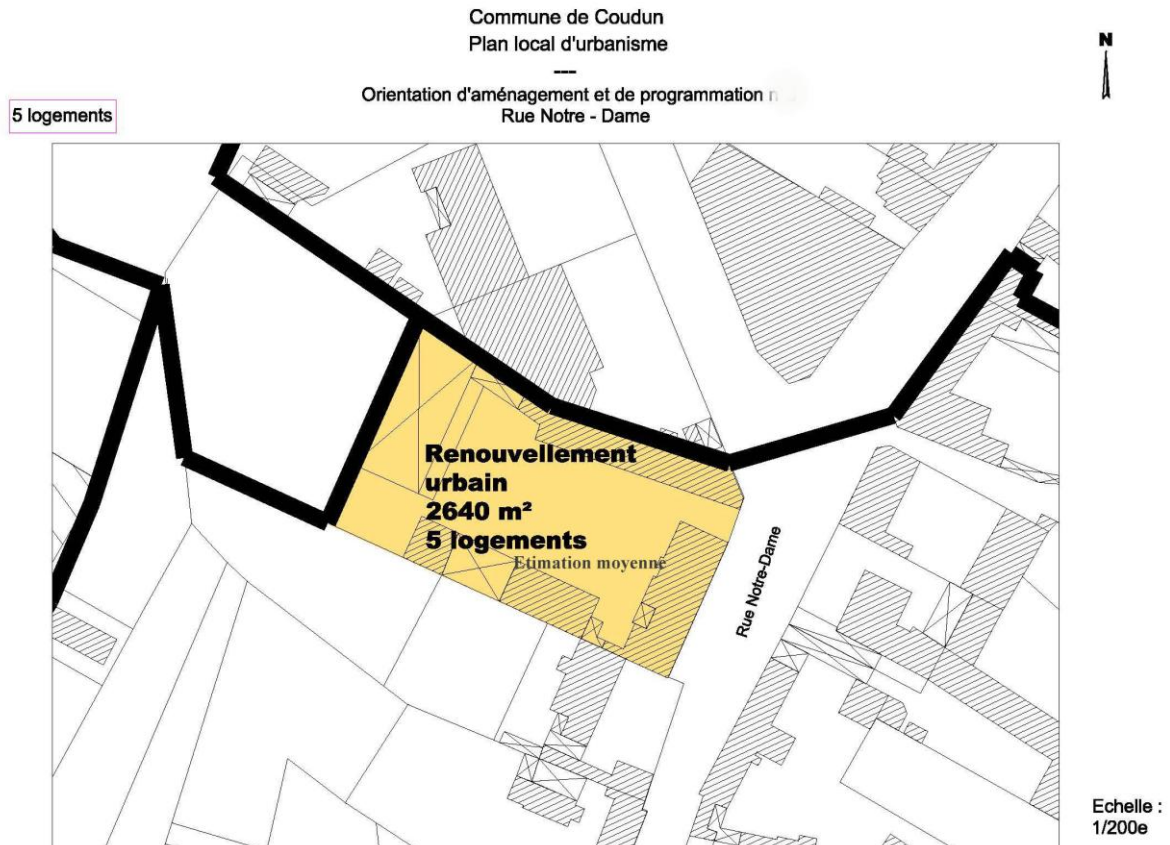 Commune de Coudun
Plan local d'urbanisme
---
Orientation d'aménagement et de programmation
Rue Notre - Dame
N
5 logements
Renouvellement
urbain
2640 m²
5 logements
Etimation moyenne
Rue Notre-Dame
Echelle :
1/200e